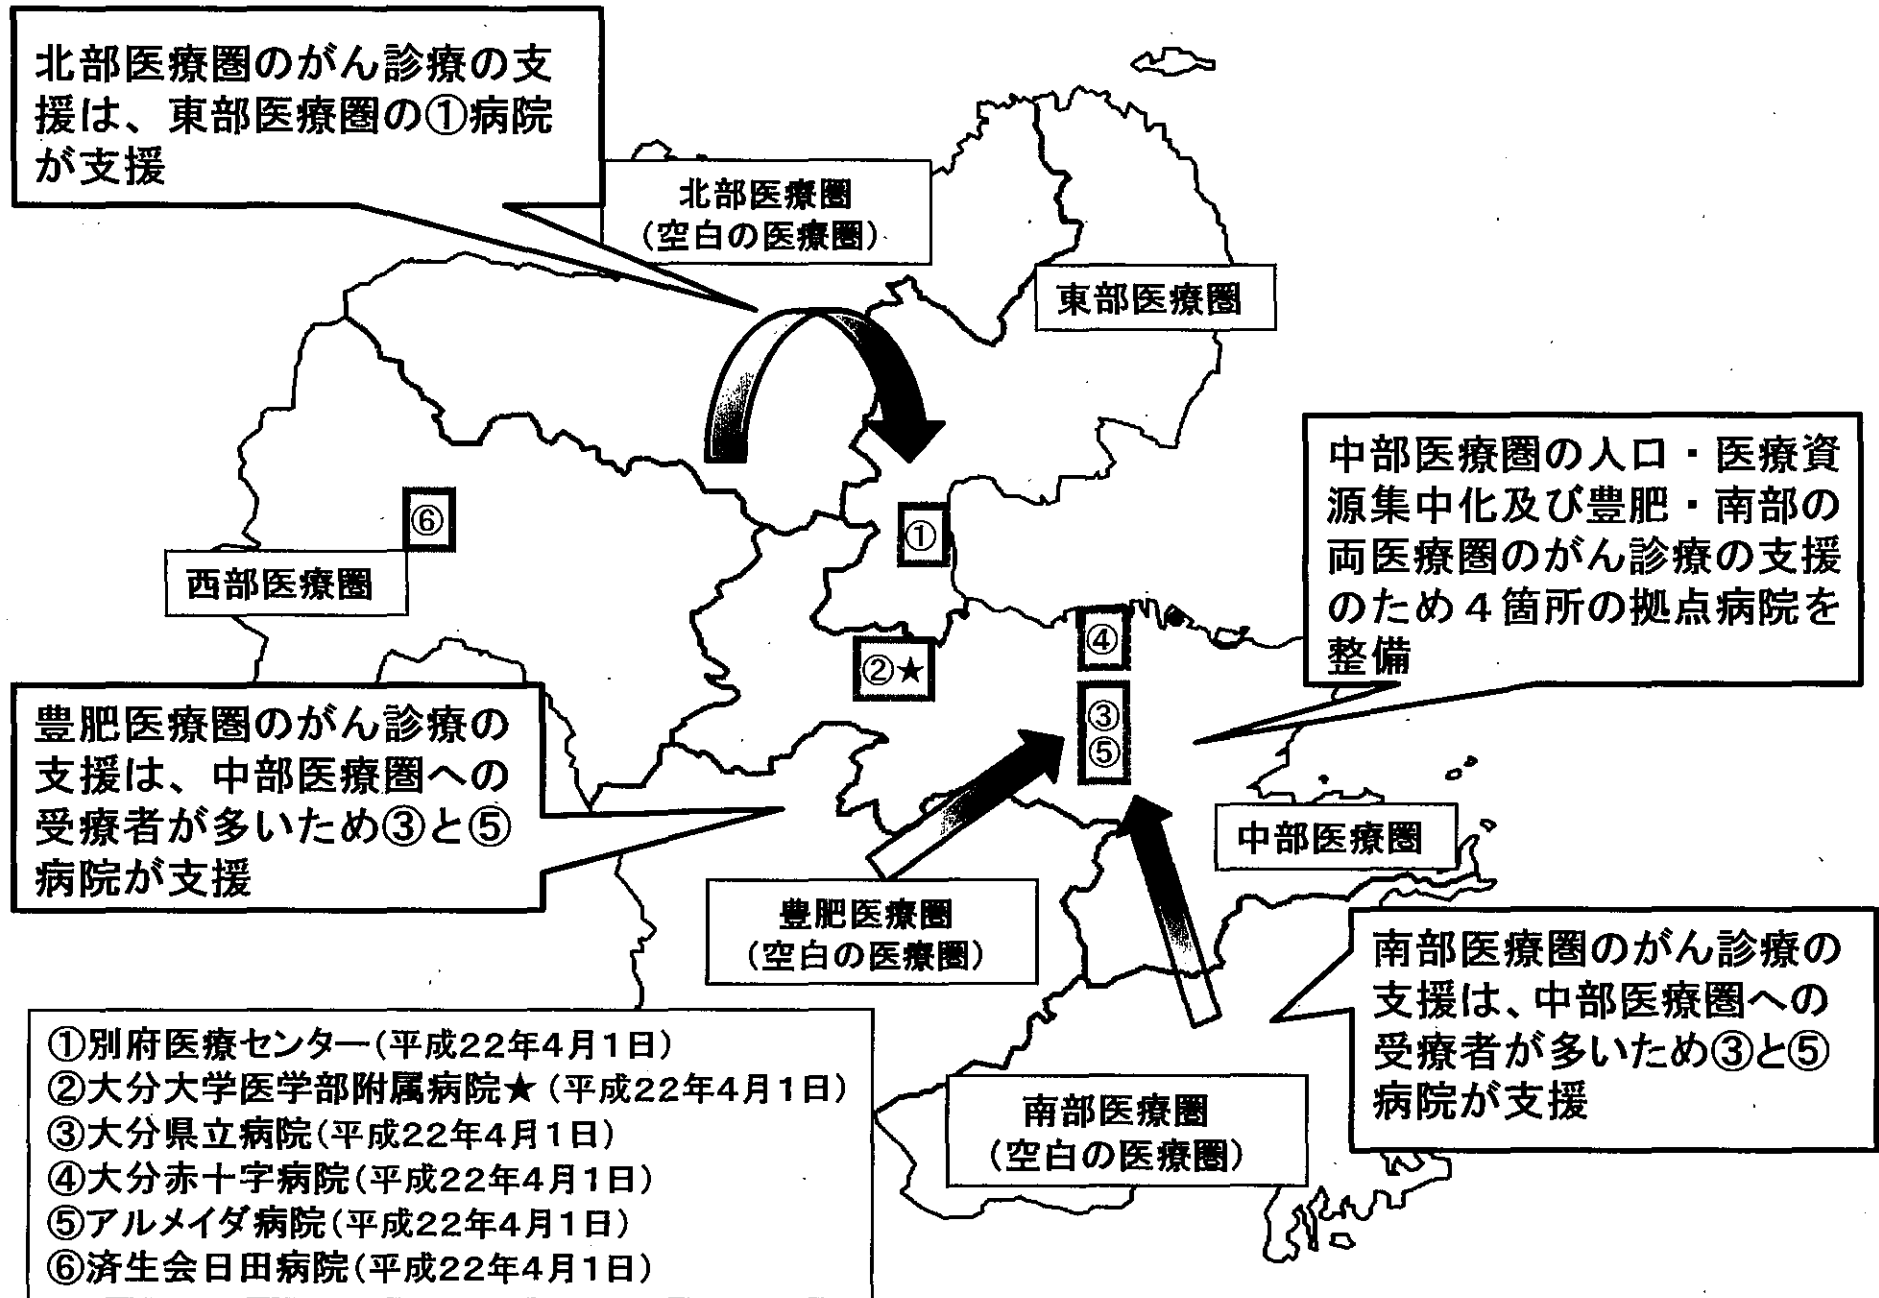 北部医療圏のがん診療の支
援は、東部医療圏の①病院
が支援
北部医療圏
(空白の医療圏)
東部医療圏
中部医療圏の人口・医療資
源集中化及び豊肥・南部の
両医療圏のがん診療の支援
のため４箇所の拠点病院を
整備
⑥
①
西部医療圏
④
②★
③
⑤
豊肥医療圏のがん診療の
支援は、中部医療圏への
受療者が多いため③と⑤
病院が支援
中部医療圏
豊肥医療圏
(空白の医療圏)
南部医療圏のがん診療の
支援は、中部医療圏への
受療者が多いため③と⑤
病院が支援
南部医療圏
(空白の医療圏)
①別府医療センター(平成22年4月1日)
②大分大学医学部附属病院★(平成22年4月1日)
③大分県立病院(平成22年4月1日)
④大分赤十字病院(平成22年4月1日)
⑤アルメイダ病院(平成22年4月1日)
⑥済生会日田病院(平成22年4月1日)